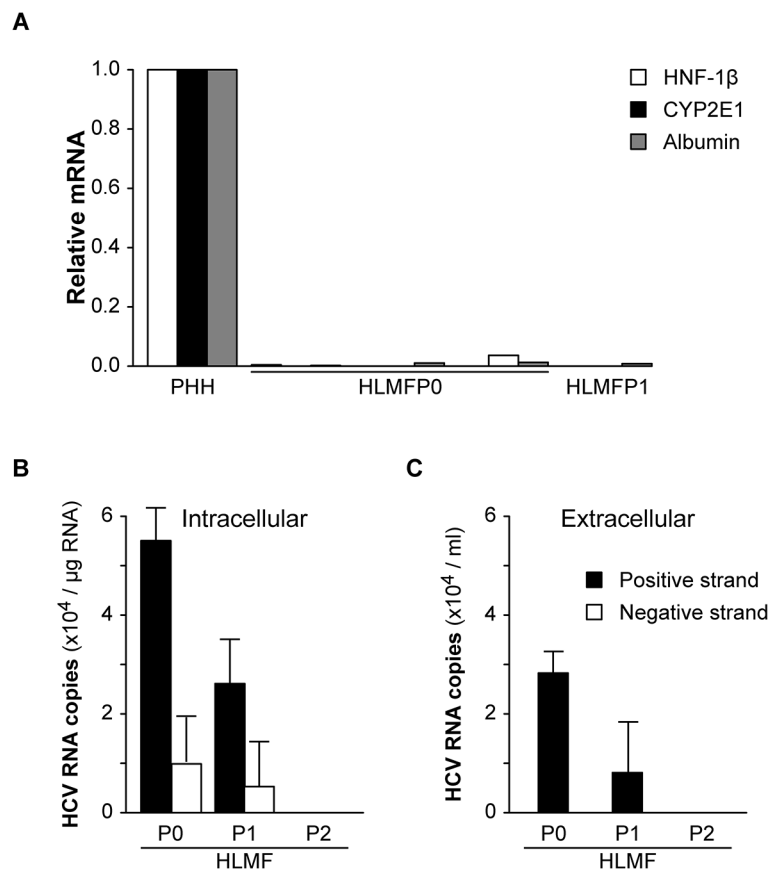 A
Relative mRNA
1.0
0.8
0.6
0.4
0.2
0.0
HNF-1β
CYP2E1
Albumin
PHH
HLMFP0
HLMFP1
B
HCV RNA copies (x10⁴ / µg RNA)
6
4
2
0
Intracellular
P0 P1 P2
HLMF
C
HCV RNA copies (x10⁴ / ml)
6
4
2
0
Extracellular
Positive strand
Negative strand
P0 P1 P2
HLMF